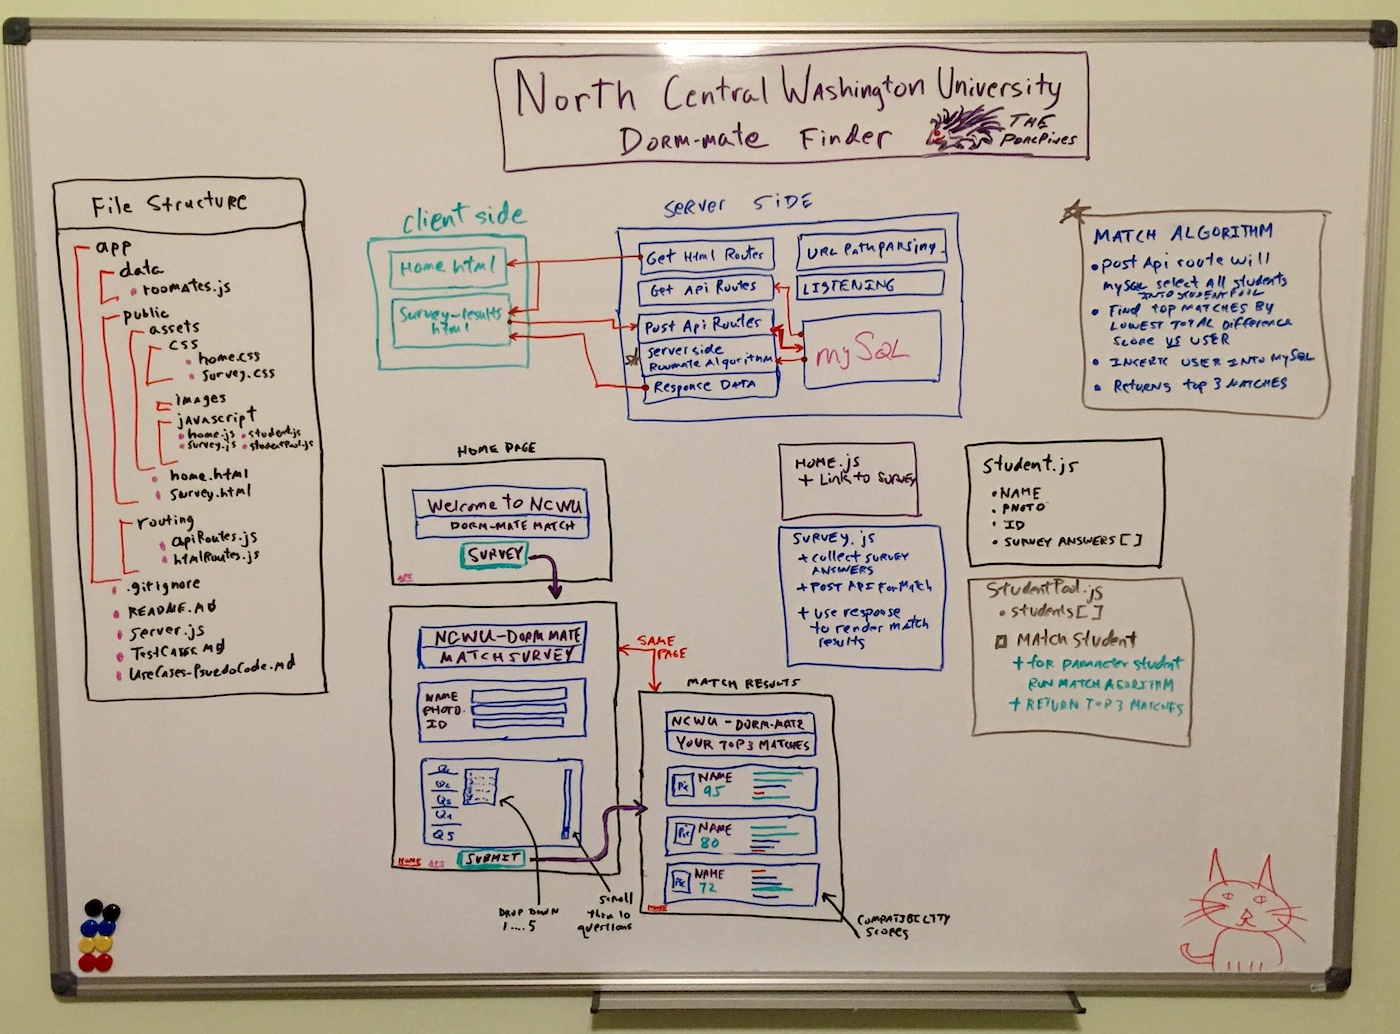 North Central Washington University
Dorm-mate Finder
THE
Porcpines
File Structure
app
data
roomates.js
public
assets
css
home.css
survey.css
images
javascript
home.js student.js
survey.js studentPool.js
home.html
survey.html
routing
apiRoutes.js
htmlRoutes.js
.gitignore
README.MD
server.js
TestCases.md
UseCases-PsuedoCode.md
client side
Home html
Survey-results
html
Server SIDE
Get Html Routes
Get Api Routes
Post Api Routes
Server side
Roomate Algorithm
Response DATA
URL Path Parsing
LISTENING
mySQL
MATCH ALGORITHM
Post Api route will
mySQL select All students
INTO STUDENT POOL
Find top MATCHES By
LOWEST TOTAL Difference
Score VS USER
INSERT USER INTO MySQL
Returns top 3 MATCHES
HOME PAGE
Welcome to NCWU
DORM-MATE MATCH
SURVEY
API
NCWU-DORM MATE
MATCH SURVEY
NAME
PHOTO
ID
Q1
Q2
Q3
Q4
Q5
HOME API SUBMIT
DROP DOWN
1....5
Scroll
thru 10
questions
SAME
PAGE
MATCH RESULTS
NCWU - DORM-MATE
YOUR TOP 3 MATCHES
Pic NAME
95
Pic NAME
80
Pic NAME
72
HOME
COMPATIBILITY
SCORES
HOME.js
+ Link to SURVEY
SURVEY.js
+ collect SURVEY
ANSWERS
+ POST API For Match
+ use response
to render match
results
Student.js
NAME
PHOTO
ID
SURVEY ANSWERS [ ]
StudentPool.js
students [ ]
MAtch Student
+ for parameter student
RUN MATCH AGORITHM
+ RETURN TOP 3 MATCHES